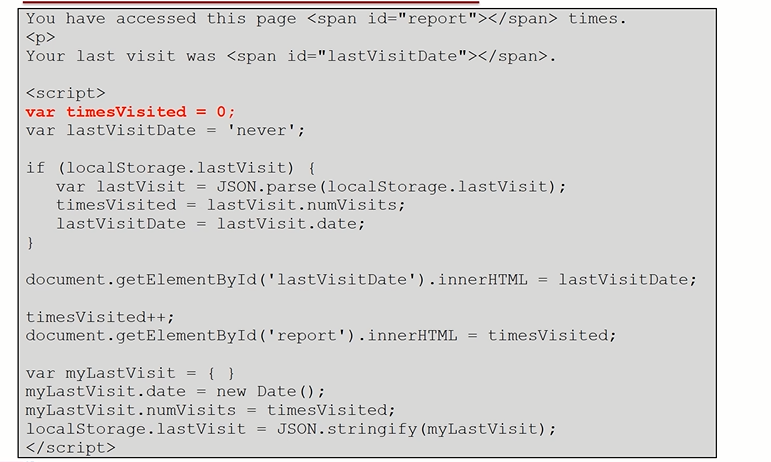 You have accessed this page <span id="report"></span> times.
<p>
Your last visit was <span id="lastVisitDate"></span>.
<script>
var timesVisited = 0;
var lastVisitDate = 'never';
if (localStorage.lastVisit) {
var lastVisit = JSON.parse(localStorage.lastVisit);
timesVisited = lastVisit.numVisits;
lastVisitDate = lastVisit.date;
}
document.getElementById('lastVisitDate').innerHTML = lastVisitDate;
timesVisited++;
document.getElementById('report').innerHTML = timesVisited;
var myLastVisit = { }
myLastVisit.date = new Date();
myLastVisit.numVisits = timesVisited;
localStorage.lastVisit = JSON.stringify(myLastVisit);
</script>